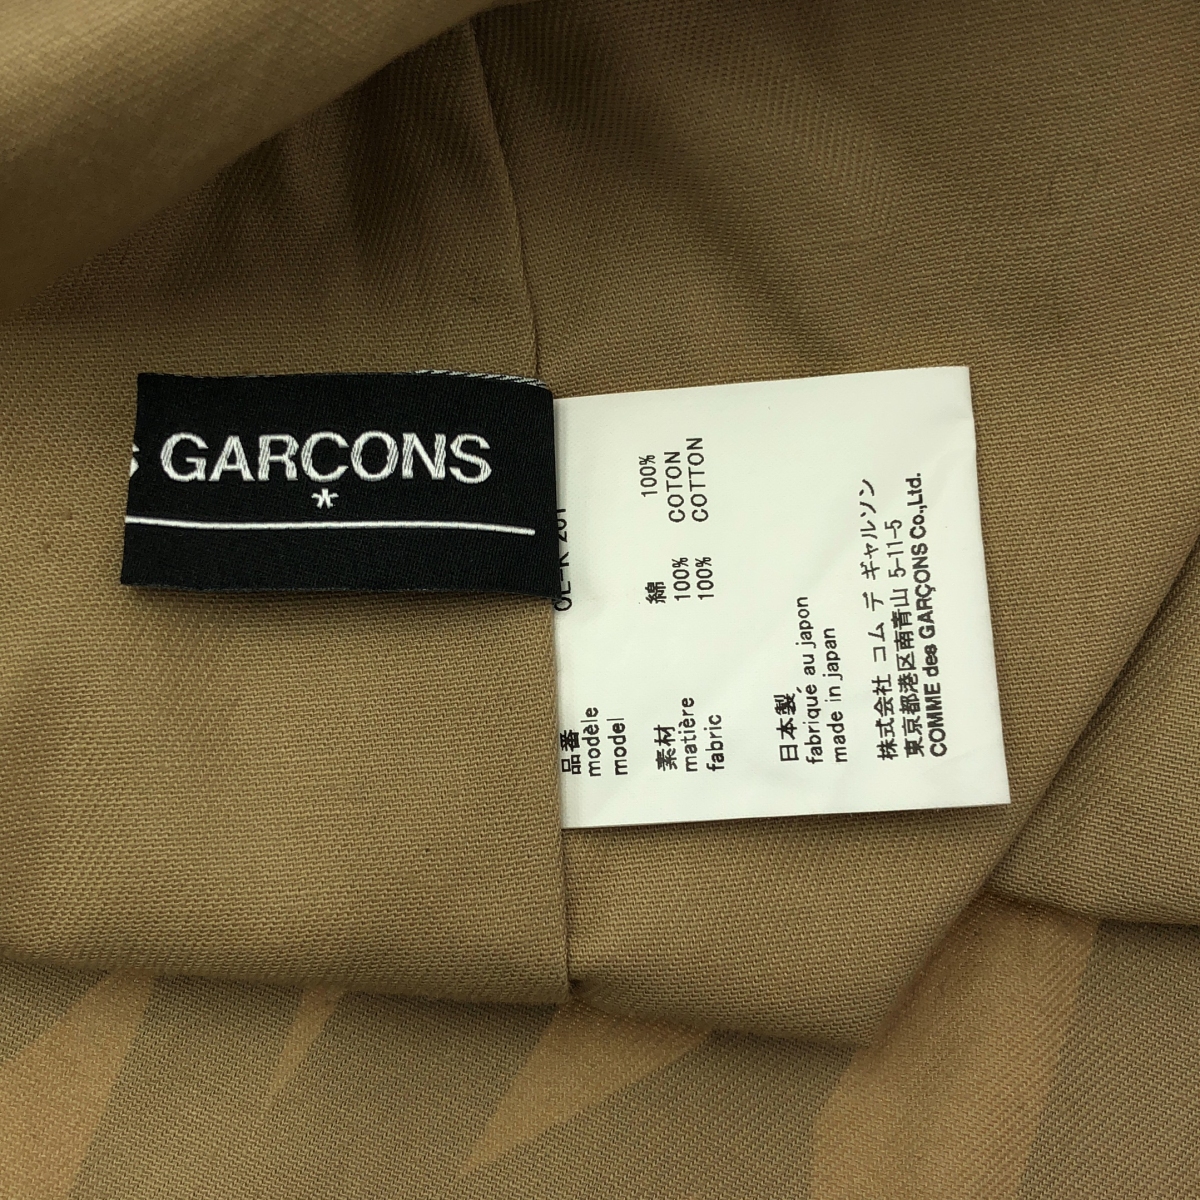 GARÇONS
*
品番
modèle
model
素材 綿 100%
matière 100% COTON
fabric 100% COTTON
日本製
fabriqué au japon
made in japan
株式会社 コム デ ギャルソン
東京都港区南青山 5-11-5
COMME des GARÇONS Co.,Ltd.